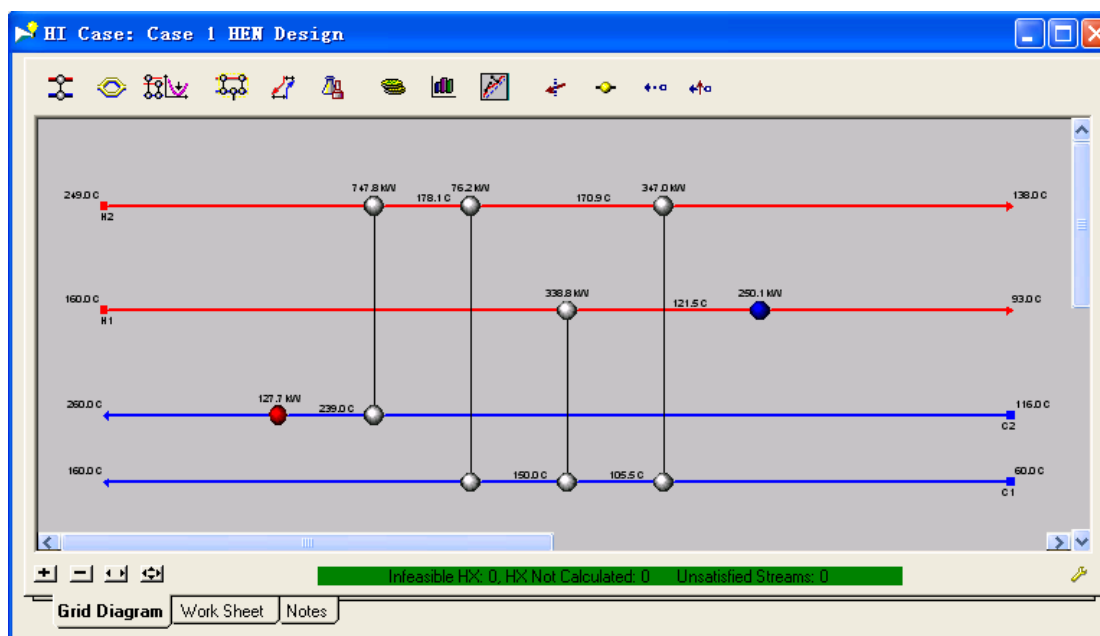 HI Case: Case 1 HEN Design
747.8 kW 76.2 kW 347.0 kW
249.0 C 178.1 C 170.9 C 138.0 C
H2
338.8 kW 250.1 kW
160.0 C 121.5 C 93.0 C
H1
127.7 kW
260.0 C 239.0 C 116.0 C
C2
160.0 C 150.0 C 105.5 C 60.0 C
C1
Infeasible HX: 0, HX Not Calculated: 0 Unsatisfied Streams: 0
Grid Diagram Work Sheet Notes